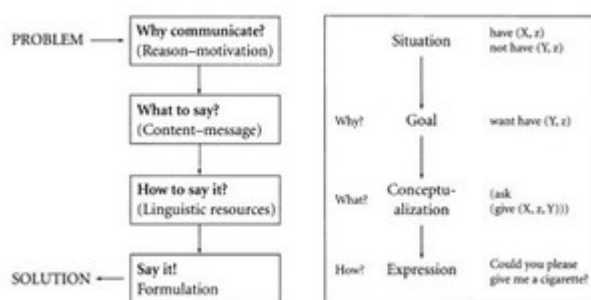 PROBLEM
Why communicate?
(Reason–motivation)
What to say?
(Content–message)
How to say it?
(Linguistic resources)
SOLUTION
Say it!
Formulation
Situation
have (X, z)
not have (Y, z)
Why?
Goal
want have (Y, z)
What?
Conceptu-
alization
(ask
(give (X, z, Y)))
How?
Expression
Could you please
give me a cigarette?